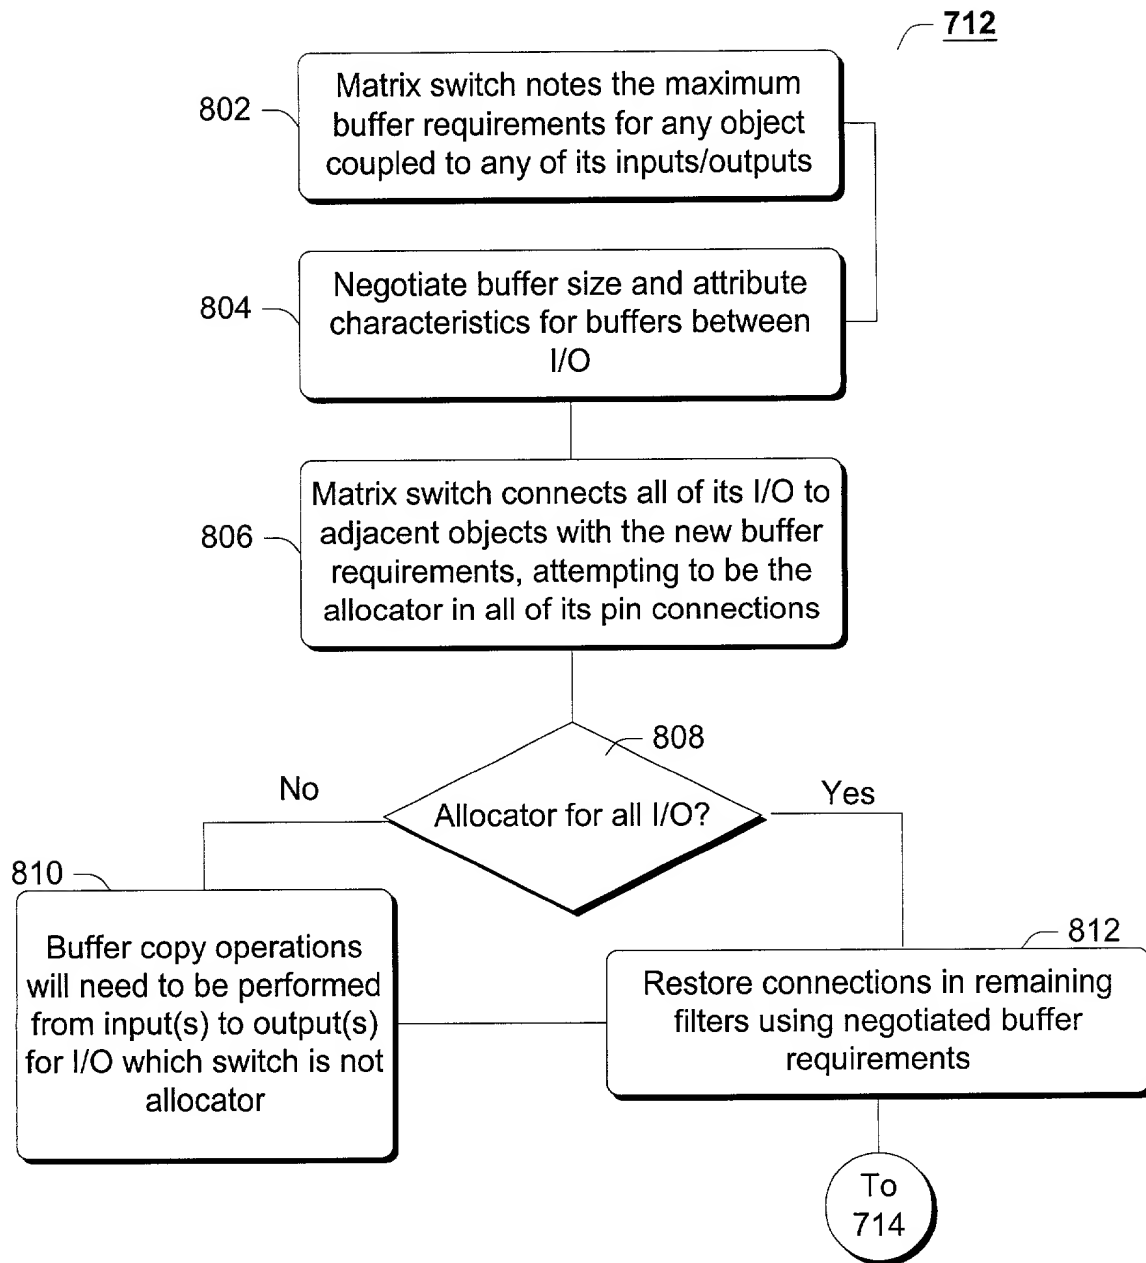 712
802
Matrix switch notes the maximum
buffer requirements for any object
coupled to any of its inputs/outputs
804
Negotiate buffer size and attribute
characteristics for buffers between
I/O
806
Matrix switch connects all of its I/O to
adjacent objects with the new buffer
requirements, attempting to be the
allocator in all of its pin connections
808
No
Allocator for all I/O?
Yes
810
Buffer copy operations
will need to be performed
from input(s) to output(s)
for I/O which switch is not
allocator
812
Restore connections in remaining
filters using negotiated buffer
requirements
To
714